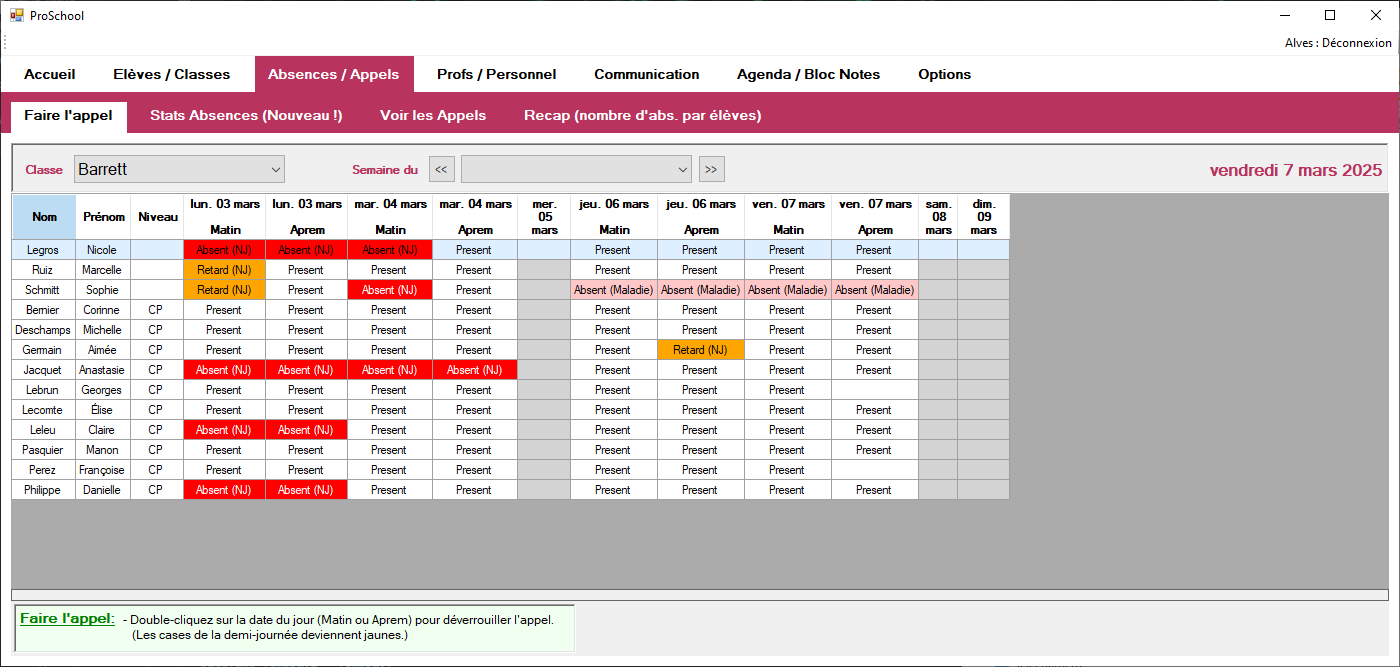 ProSchool
Alves : Déconnexion
Accueil Elèves / Classes Absences / Appels Profs / Personnel Communication Agenda / Bloc Notes Options
Faire l'appel Stats Absences (Nouveau !) Voir les Appels Recap (nombre d'abs. par élèves)
Classe Barrett Semaine du << >> vendredi 7 mars 2025
Nom Prénom Niveau lun. 03 mars Matin lun. 03 mars Aprem mar. 04 mars Matin mar. 04 mars Aprem mer. 05 mars jeu. 06 mars Matin jeu. 06 mars Aprem ven. 07 mars Matin ven. 07 mars Aprem sam. 08 mars dim. 09 mars
Legros Nicole Absent (NJ) Absent (NJ) Absent (NJ) Present Present Present Present Present
Ruiz Marcelle Retard (NJ) Present Present Present Present Present Present Present
Schmitt Sophie Retard (NJ) Present Absent (NJ) Present Absent (Maladie) Absent (Maladie) Absent (Maladie) Absent (Maladie)
Bernier Corinne CP Present Present Present Present Present Present Present Present
Deschamps Michelle CP Present Present Present Present Present Present Present Present
Germain Aimée CP Present Present Present Present Present Retard (NJ) Present Present
Jacquet Anastasie CP Absent (NJ) Absent (NJ) Absent (NJ) Absent (NJ) Present Present Present Present
Lebrun Georges CP Present Present Present Present Present Present Present
Lecomte Élise CP Present Present Present Present Present Present Present Present
Leleu Claire CP Absent (NJ) Absent (NJ) Present Present Present Present Present Present
Pasquier Manon CP Present Present Present Present Present Present Present Present
Perez Françoise CP Present Present Present Present Present Present Present
Philippe Danielle CP Absent (NJ) Absent (NJ) Present Present Present Present Present Present
Faire l'appel: - Double-cliquez sur la date du jour (Matin ou Aprem) pour déverrouiller l'appel.
(Les cases de la demi-journée deviennent jaunes.)